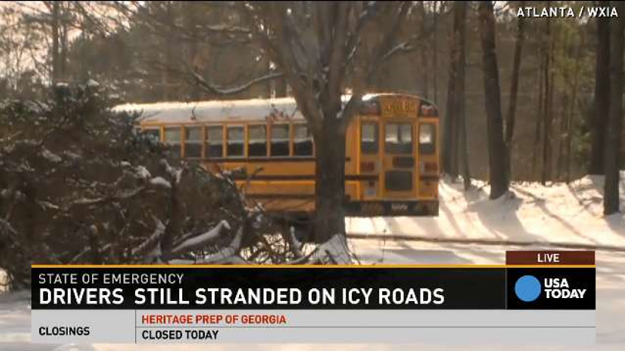 ATLANTA / WXIA
LIVE
STATE OF EMERGENCY
DRIVERS STILL STRANDED ON ICY ROADS
USA
TODAY
CLOSINGS
HERITAGE PREP OF GEORGIA
CLOSED TODAY